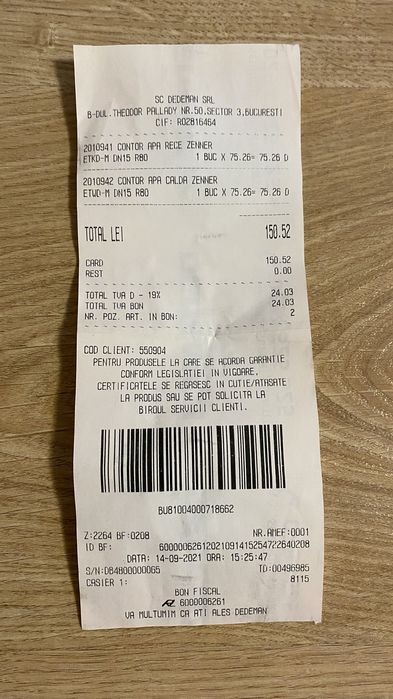 SC DEDEMAN SRL
B-DUL.THEODOR PALLADY NR.50,SECTOR 3,BUCURESTI
CIF: RO2816464
2010941 CONTOR APA RECE ZENNER
ETKD-M DN15 R80 1 BUC X 75.26= 75.26 D
2010942 CONTOR APA CALDA ZENNER
ETWD-M DN15 R80 1 BUC X 75.26= 75.26 D
TOTAL LEI 150.52
CARD 150.52
REST 0.00
TOTAL TVA D - 19% 24.03
TOTAL TVA BON 24.03
NR. POZ. ART. IN BON: 2
COD CLIENT: 550904
PENTRU PRODUSELE LA CARE SE ACORDA GARANTIE
CONFORM LEGISLATIEI IN VIGOARE,
CERTIFICATELE SE REGASESC IN CUTIE/ATASATE
LA PRODUS SAU SE POT SOLICITA LA
BIROUL SERVICII CLIENTI.
BU81004000718662
Z:2264 BF:0208 NR.AMEF:0001
ID BF: 60000062612021091415254722640208
DATA: 14-09-2021 ORA: 15:25:47
S/N:DB4800000065 TD:00496985
CASIER 1: 8115
BON FISCAL
6000006261
VA MULTUMIM CA ATI ALES DEDEMAN